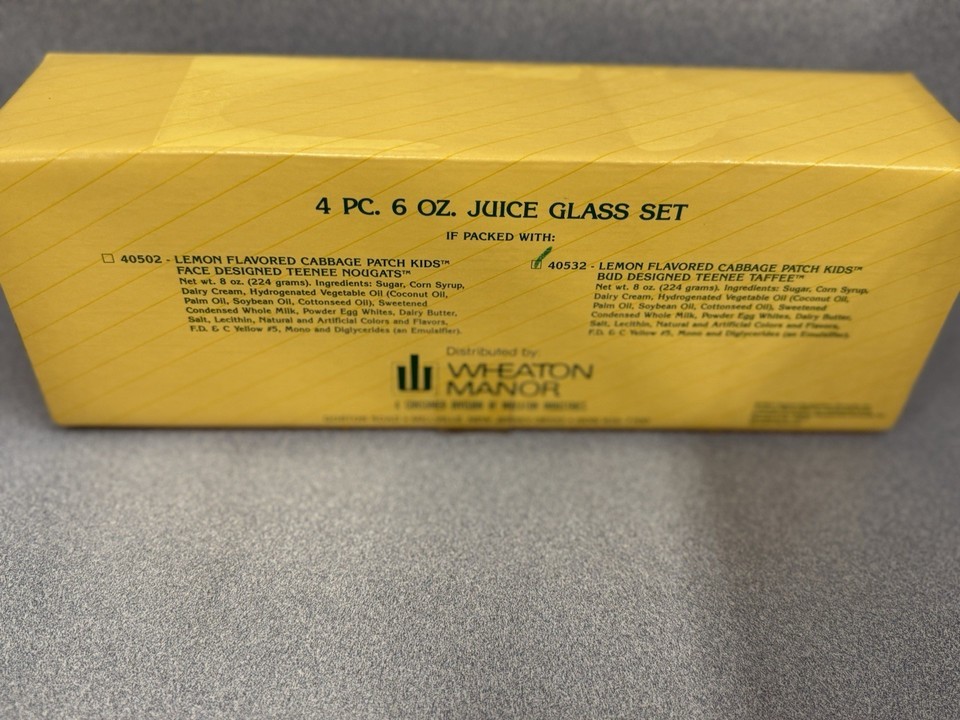 4 PC. 6 OZ. JUICE GLASS SET
IF PACKED WITH:
40502 - LEMON FLAVORED CABBAGE PATCH KIDS™
FACE DESIGNED TEENEE NOUGATS™
Net wt. 8 oz. (224 grams). Ingredients: Sugar, Corn Syrup,
Dairy Cream, Hydrogenated Vegetable Oil (Coconut Oil,
Palm Oil, Soybean Oil, Cottonseed Oil), Sweetened
Condensed Whole Milk, Powder Egg Whites, Dairy Butter,
Salt, Lecithin, Natural and Artificial Colors and Flavors,
F.D. & C Yellow #5, Mono and Diglycerides (an Emulsifier).
40532 - LEMON FLAVORED CABBAGE PATCH KIDS™
BUD DESIGNED TEENEE TAFFEE™
Net wt. 8 oz. (224 grams). Ingredients: Sugar, Corn Syrup,
Dairy Cream, Hydrogenated Vegetable Oil (Coconut Oil,
Palm Oil, Soybean Oil, Cottonseed Oil), Sweetened
Condensed Whole Milk, Powder Egg Whites, Dairy Butter,
Salt, Lecithin, Natural and Artificial Colors and Flavors,
F.D. & C Yellow #5, Mono and Diglycerides (an Emulsifier).
Distributed by:
WHEATON
MANOR
A CONSUMER DIVISION OF WHEATON INDUSTRIES